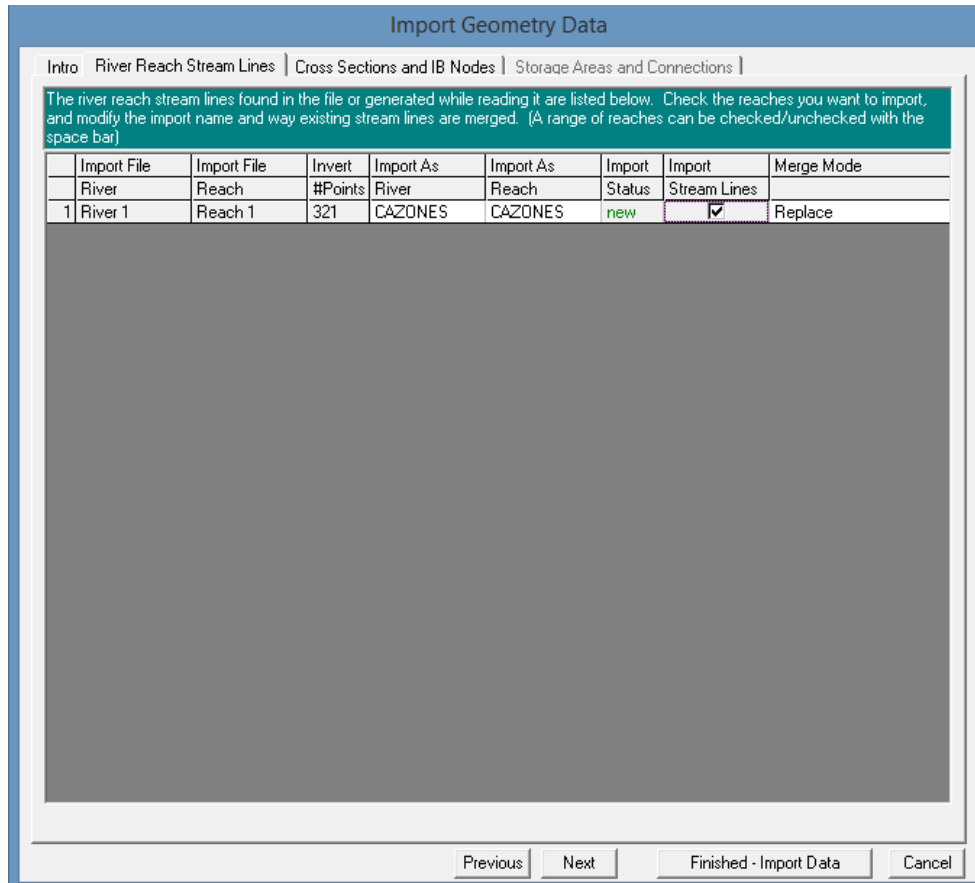 Import Geometry Data
Intro River Reach Stream Lines Cross Sections and IB Nodes Storage Areas and Connections
The river reach stream lines found in the file or generated while reading it are listed below. Check the reaches you want to import,
and modify the import name and way existing stream lines are merged. (A range of reaches can be checked/unchecked with the
space bar)
Import File Import File Invert Import As Import As Import Import Merge Mode
River Reach #Points River Reach Status Stream Lines
1 River 1 Reach 1 321 CAZONES CAZONES new Replace
Previous Next Finished - Import Data Cancel